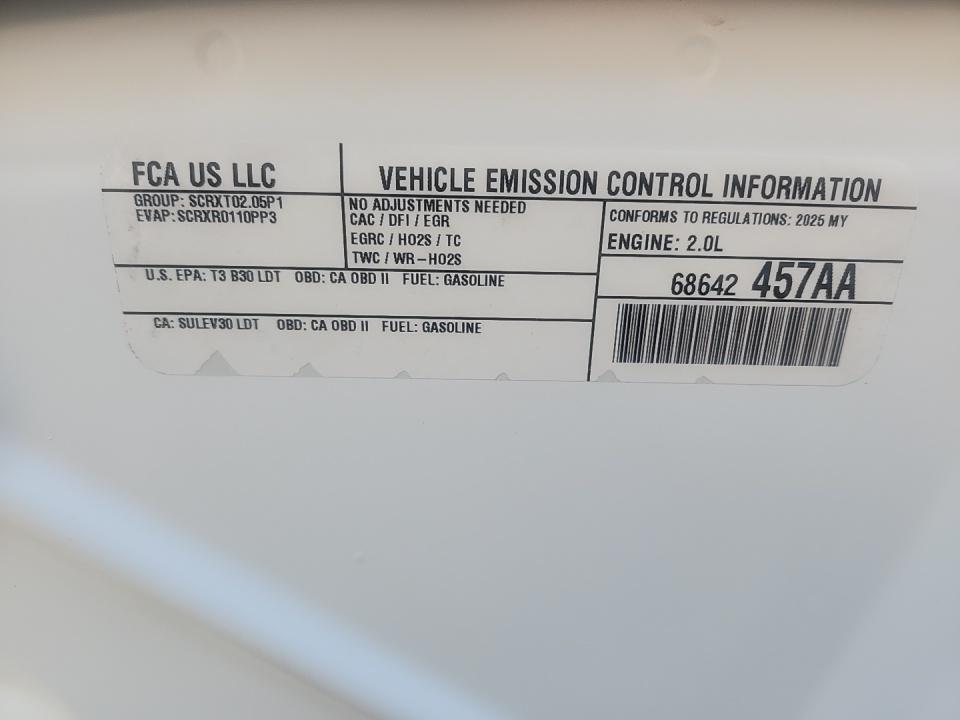 FCA US LLC
VEHICLE EMISSION CONTROL INFORMATION
GROUP: SCRXT02.05P1
EVAP: SCRXR0110PP3
NO ADJUSTMENTS NEEDED
CAC / DFI / EGR
EGRC / HO2S / TC
TWC / WR-HO2S
CONFORMS TO REGULATIONS: 2025 MY
ENGINE: 2.0L
68642 457AA
U.S. EPA: T3 B30 LDT OBD: CA OBD II FUEL: GASOLINE
CA: SULEV30 LDT OBD: CA OBD II FUEL: GASOLINE